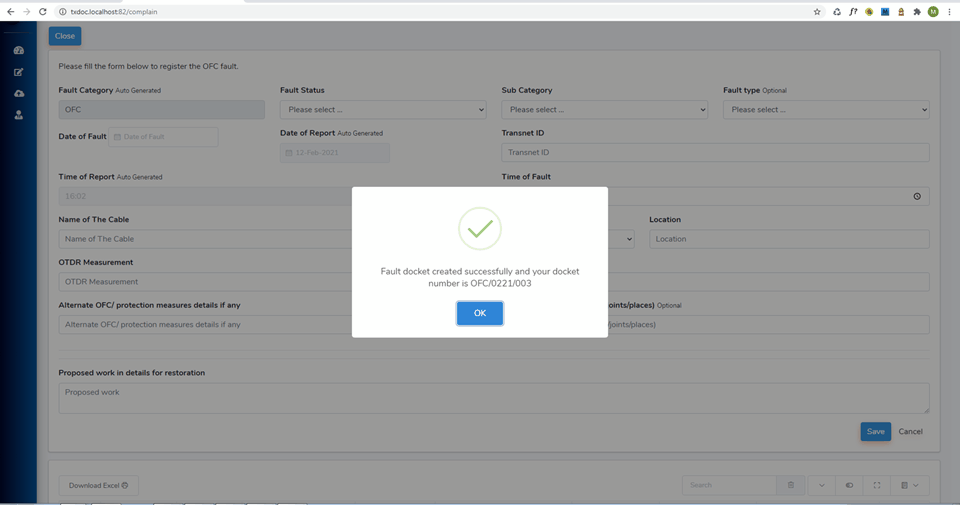 txdoc.localhost:82/complain
M
Close
Please fill the form below to register the OFC fault.
Fault Category Auto Generated
Fault Status
Sub Category
Fault type Optional
OFC
Please select ...
Please select ...
Please select ...
Date of Fault
Date of Fault
Date of Report Auto Generated
12-Feb-2021
Transnet ID
Transnet ID
Time of Report Auto Generated
Time of Fault
16:02
Name of The Cable
Location
Name of The Cable
Location
OTDR Measurement
OTDR Measurement
Alternate OFC/ protection measures details if any
joints/places) Optional
Alternate OFC/ protection measures details if any
/joints/places)
Fault docket created successfully and your docket
number is OFC/0221/003
OK
Proposed work in details for restoration
Proposed work
Save
Cancel
Download Excel
Search